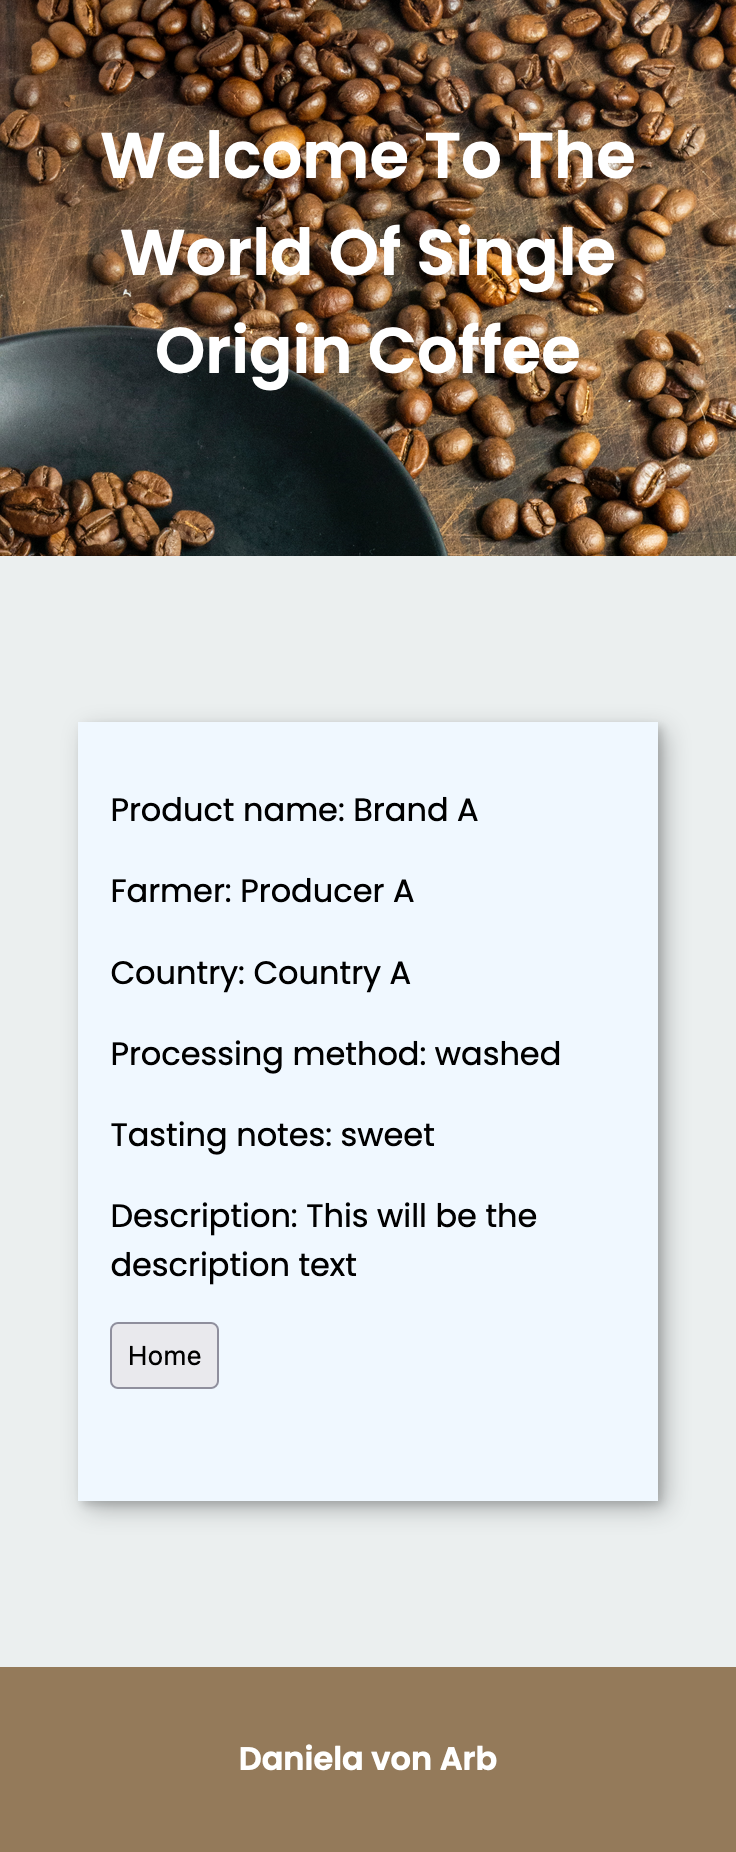 Welcome To The
World Of Single
Origin Coffee
Product name: Brand A
Farmer: Producer A
Country: Country A
Processing method: washed
Tasting notes: sweet
Description: This will be the
description text
Home
Daniela von Arb